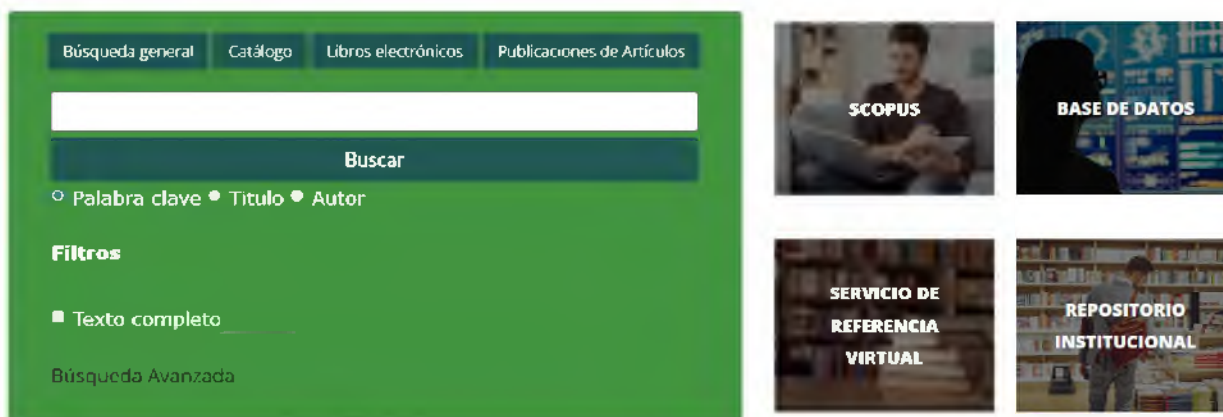 Búsqueda general
Catálogo
Libros electrónicos
Publicaciones de Artículos
Buscar
Palabra clave Titulo Autor
Filtros
Texto completo
Búsqueda Avanzada
SCOPUS
BASE DE DATOS
SERVICIO DE
REFERENCIA
VIRTUAL
REPOSITORIO
INSTITUCIONAL